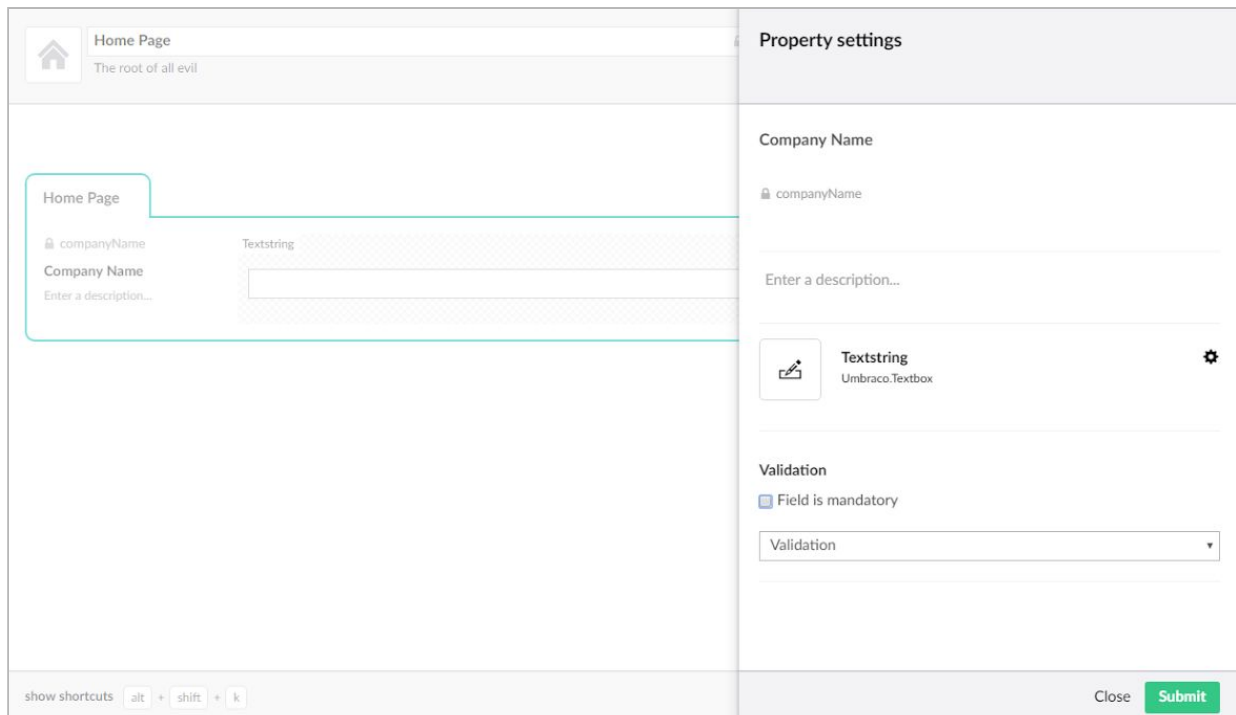 Home Page
The root of all evil
Home Page
companyName
Textstring
Company Name
Enter a description...
show shortcuts alt + shift + k
Property settings
Company Name
companyName
Enter a description...
Textstring
Umbraco.Textbox
Validation
Field is mandatory
Validation
Close Submit